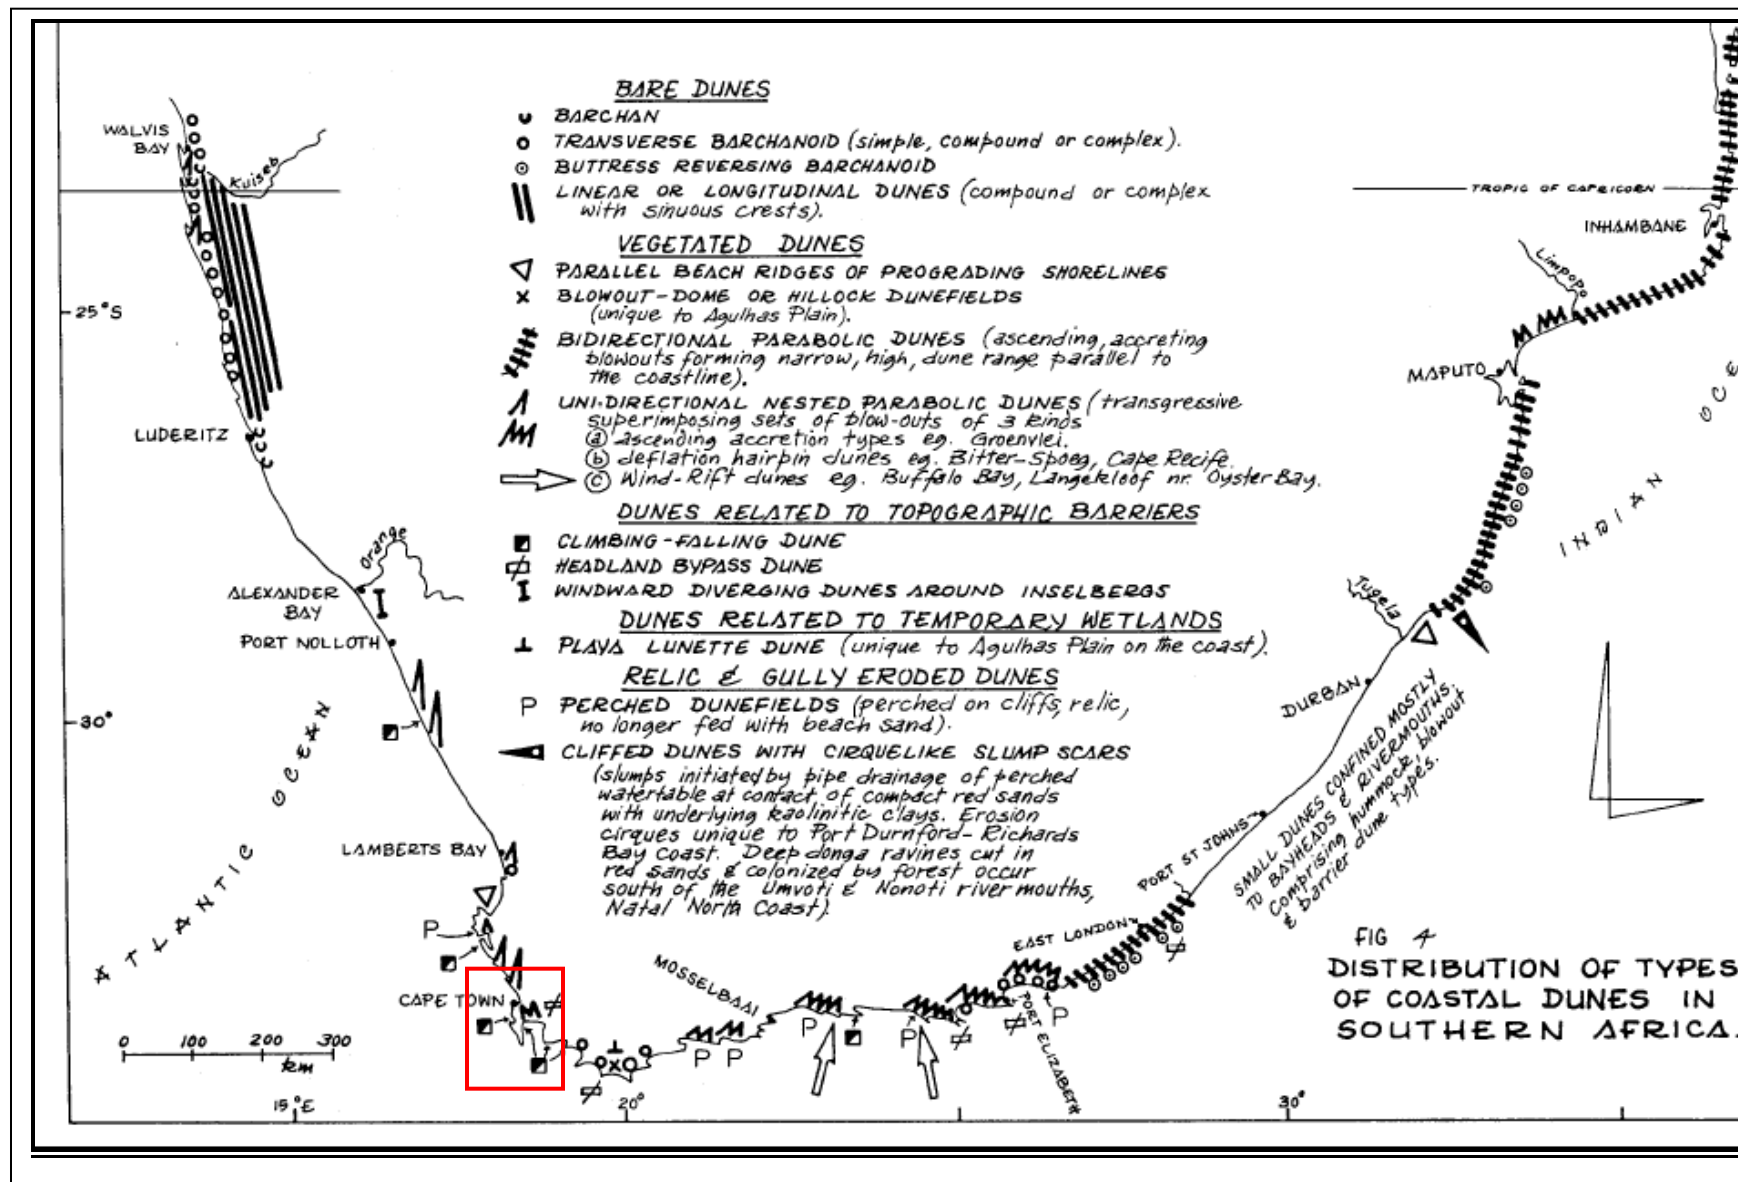 BARE DUNES
BARCHAN
TRANSVERSE BARCHANOID (simple, compound or complex).
BUTTRESS REVERSING BARCHANOID
LINEAR OR LONGITUDINAL DUNES (compound or complex
with sinuous crests).
VEGETATED DUNES
PARALLEL BEACH RIDGES OF PROGRADING SHORELINES
BLOWOUT-DOME OR HILLOCK DUNEFIELDS
(unique to Agulhas Plain).
BIDIRECTIONAL PARABOLIC DUNES (ascending, accreting
blowouts forming narrow, high, dune range parallel to
the coastline).
UNI-DIRECTIONAL NESTED PARABOLIC DUNES (transgressive
superimposing sets of blow-outs of 3 kinds
(a) ascending accretion types eg. Groenvlei.
(b) deflation hairpin dunes eg. Bitter-Spoeg, Cape Recife.
(c) Wind-Rift dunes eg. Buffalo Bay, Langekloof nr. Oyster Bay.
DUNES RELATED TO TOPOGRAPHIC BARRIERS
CLIMBING-FALLING DUNE
HEADLAND BYPASS DUNE
WINDWARD DIVERGING DUNES AROUND INSELBERGS
DUNES RELATED TO TEMPORARY WETLANDS
PLAYA LUNETTE DUNE (unique to Agulhas Plain on the coast).
RELIC & GULLY ERODED DUNES
P PERCHED DUNEFIELDS (perched on cliffs, relic,
no longer fed with beach sand).
CLIFFED DUNES WITH CIRQUELIKE SLUMP SCARS
(slumps initiated by pipe drainage of perched
watertable at contact of compact red sands
with underlying kaolinitic clays. Erosion
cirques unique to Port Durnford-Richards
Bay Coast. Deep donga ravines cut in
red sands & colonized by forest occur
south of the Umvoti & Nonoti river mouths,
Natal North Coast).
WALVIS
BAY
Kuiseb
25°S
LUDERITZ
Orange
ALEXANDER
BAY
PORT NOLLOTH
30°
ATLANTIC OCEAN
LAMBERTS BAY
P
CAPE TOWN
0 100 200 300
km
15°E
20°
30°
MOSSELBAAI
P P
P
P
P
PORT ELIZABETH
EAST LONDON
PORT ST JOHNS
DURBAN
Tugela
SMALL DUNES CONFINED MOSTLY
TO BAYHEADS & RIVERMOUTHS.
Comprising hummock, blowout
& barrier dune types.
TROPIC OF CAPRICORN
INHAMBANE
Limpopo
MAPUTO
INDIAN
OCE
FIG 4
DISTRIBUTION OF TYPES
OF COASTAL DUNES IN
SOUTHERN AFRICA.